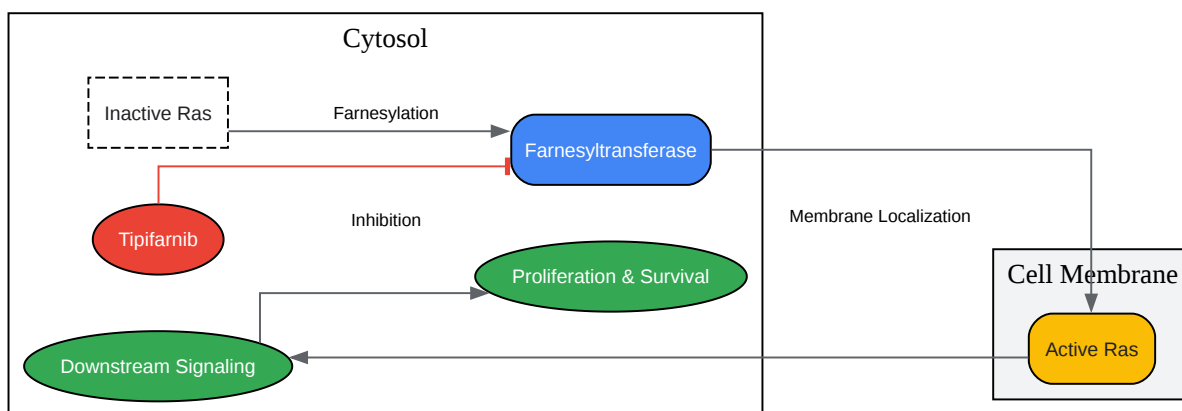 Cytosol
Inactive Ras
Farnesylation
Farnesyltransferase
Tipifarnib
Inhibition
Membrane Localization
Proliferation & Survival
Cell Membrane
Downstream Signaling
Active Ras